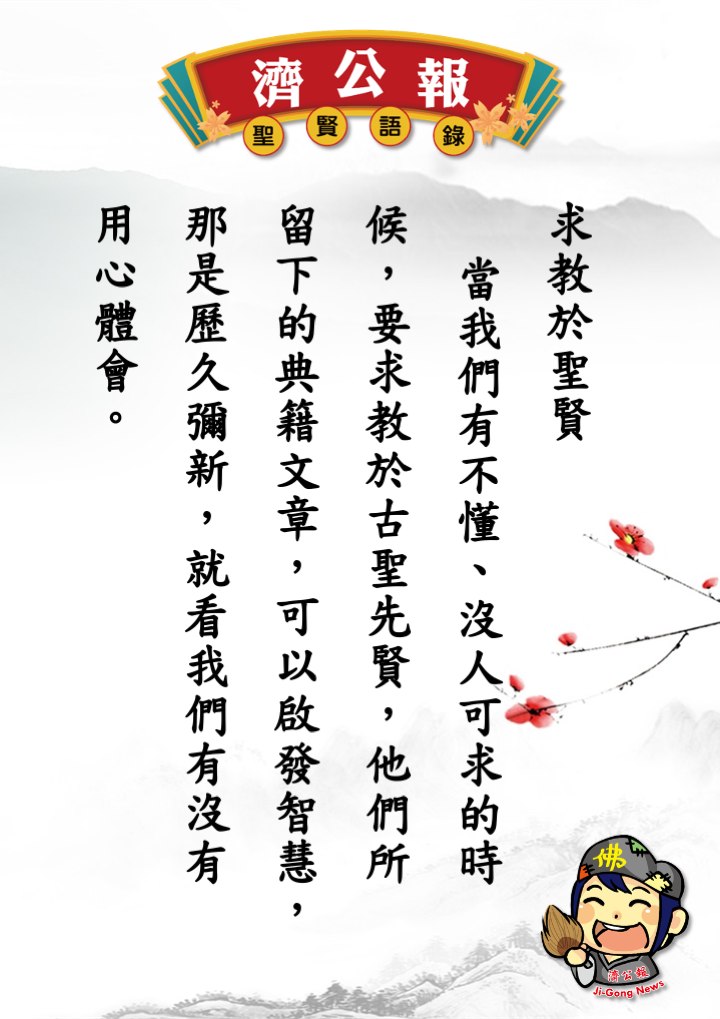 濟公報
聖賢語錄
求教於聖賢
當我們有不懂、沒人可求的時
候，要求教於古聖先賢，他們所
留下的典籍文章，可以啟發智慧，
那是歷久彌新，就看我們有沒有
用心體會。
佛
濟公報
Ji-Gong News